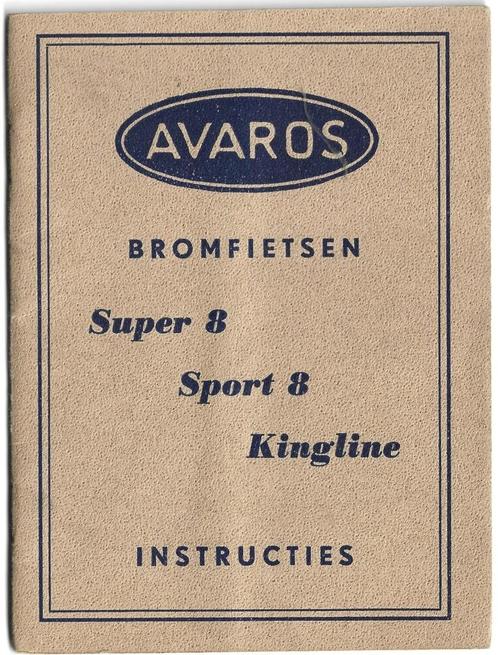 AVAROS
BROMFIETSEN
Super 8
Sport 8
Kingline
INSTRUCTIES